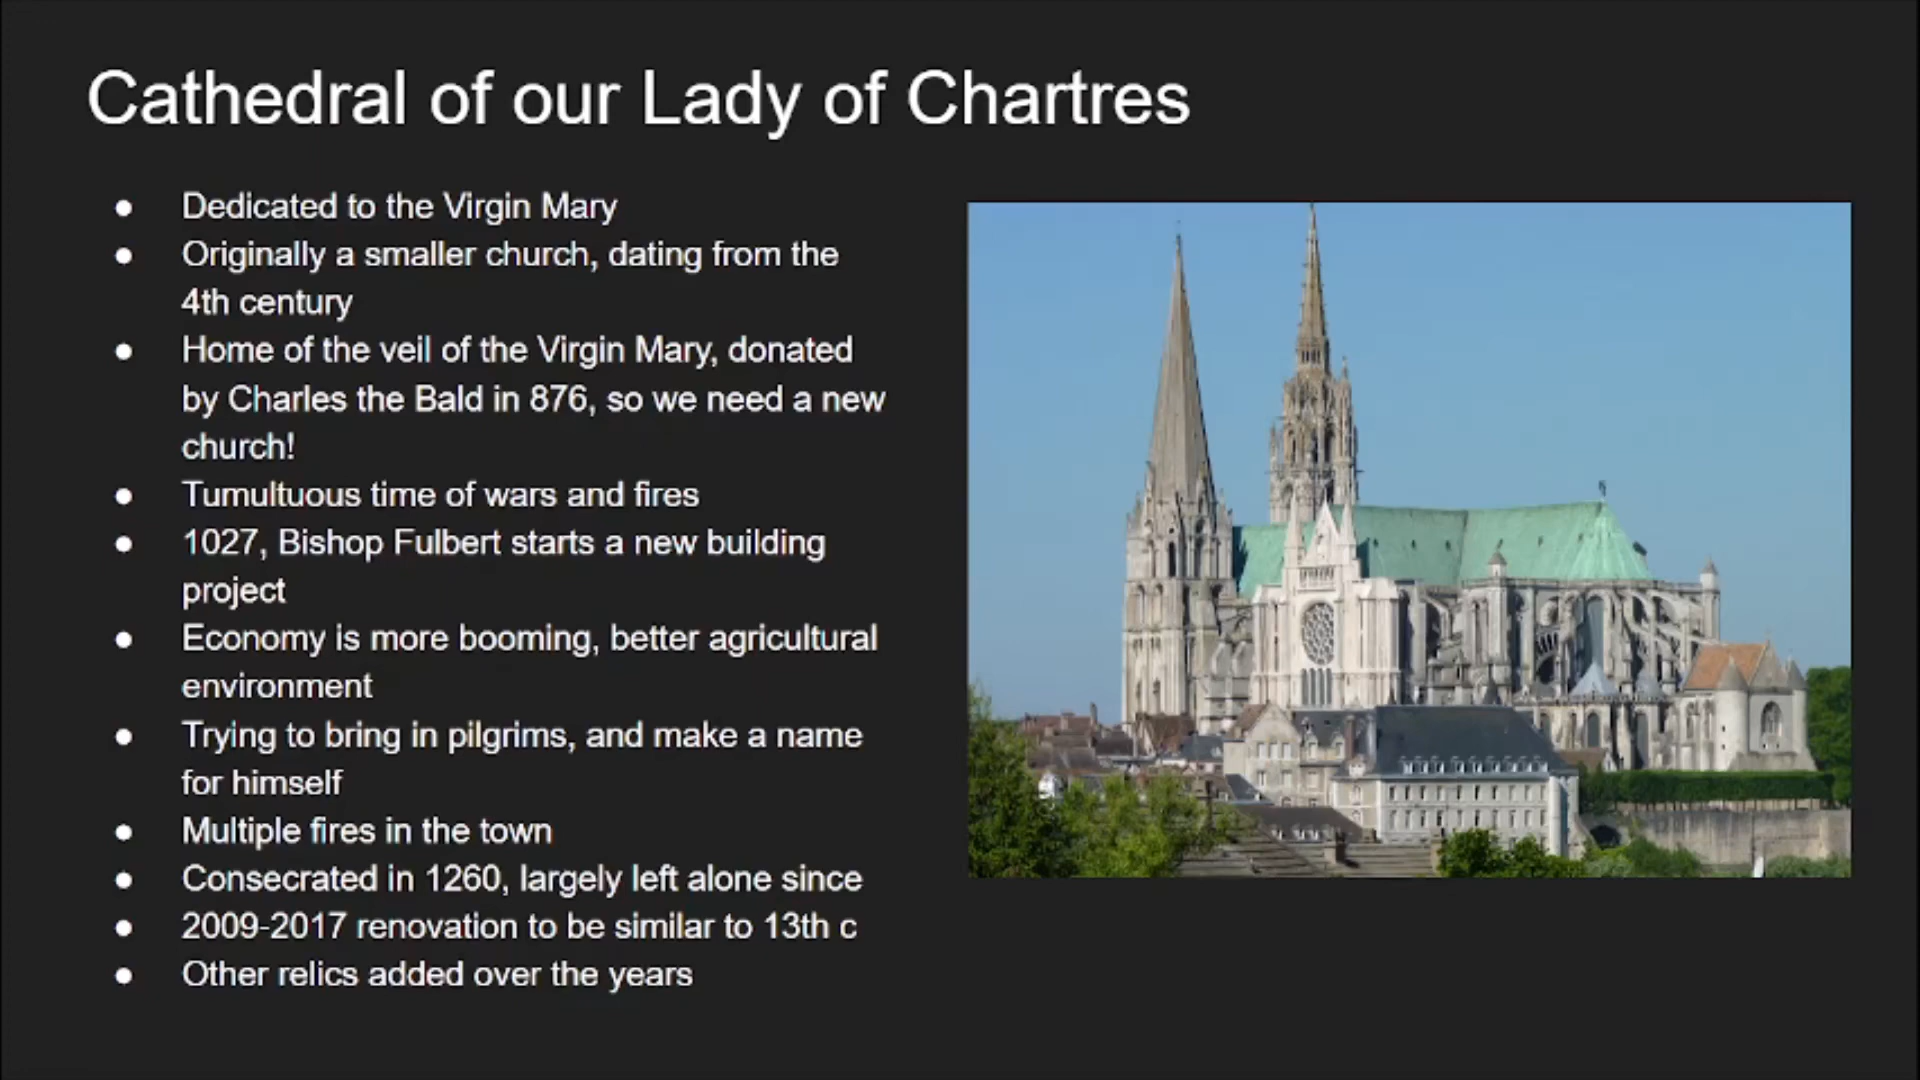 Cathedral of our Lady of Chartres
● Dedicated to the Virgin Mary
● Originally a smaller church, dating from the
4th century
● Home of the veil of the Virgin Mary, donated
by Charles the Bald in 876, so we need a new
church!
● Tumultuous time of wars and fires
● 1027, Bishop Fulbert starts a new building
project
● Economy is more booming, better agricultural
environment
● Trying to bring in pilgrims, and make a name
for himself
● Multiple fires in the town
● Consecrated in 1260, largely left alone since
● 2009-2017 renovation to be similar to 13th c
● Other relics added over the years